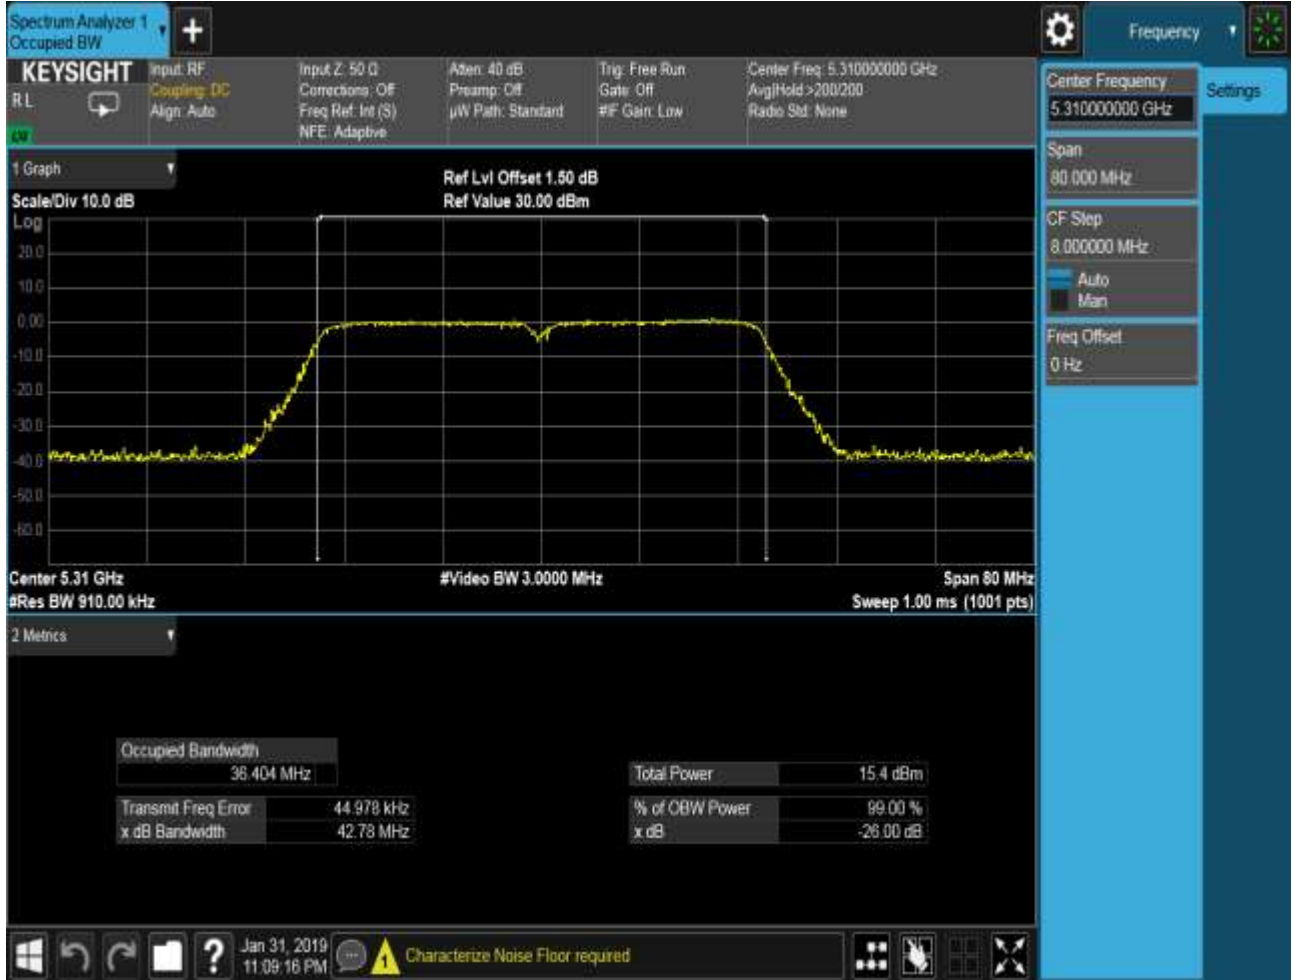 Spectrum Analyzer 1
Occupied BW
Frequency
KEYSIGHT
R L
Input: RF
Coupling: DC
Align: Auto
Input Z: 50 Ω
Corrections: Off
Freq Ref: Int (S)
NFE: Adaptive
Atten: 40 dB
Preamp: Off
µW Path: Standard
Trig: Free Run
Gate: Off
#IF Gain: Low
Center Freq: 5.310000000 GHz
Avg|Hold:>200/200
Radio Std: None
Center Frequency
5.310000000 GHz
Settings
Span
80.000 MHz
CF Step
8.000000 MHz
Auto
Man
Freq Offset
0 Hz
1 Graph
Scale/Div 10.0 dB
Ref Lvl Offset 1.50 dB
Ref Value 30.00 dBm
Log
20.0
10.0
0.00
-10.0
-20.0
-30.0
-40.0
-50.0
-60.0
Center 5.31 GHz
#Video BW 3.0000 MHz
Span 80 MHz
#Res BW 910.00 kHz
Sweep 1.00 ms (1001 pts)
2 Metrics
Occupied Bandwidth
36.404 MHz
Total Power 15.4 dBm
Transmit Freq Error 44.978 kHz
% of OBW Power 99.00 %
x dB Bandwidth 42.78 MHz
x dB -26.00 dB
?
Jan 31, 2019
11:09:16 PM
1
Characterize Noise Floor required